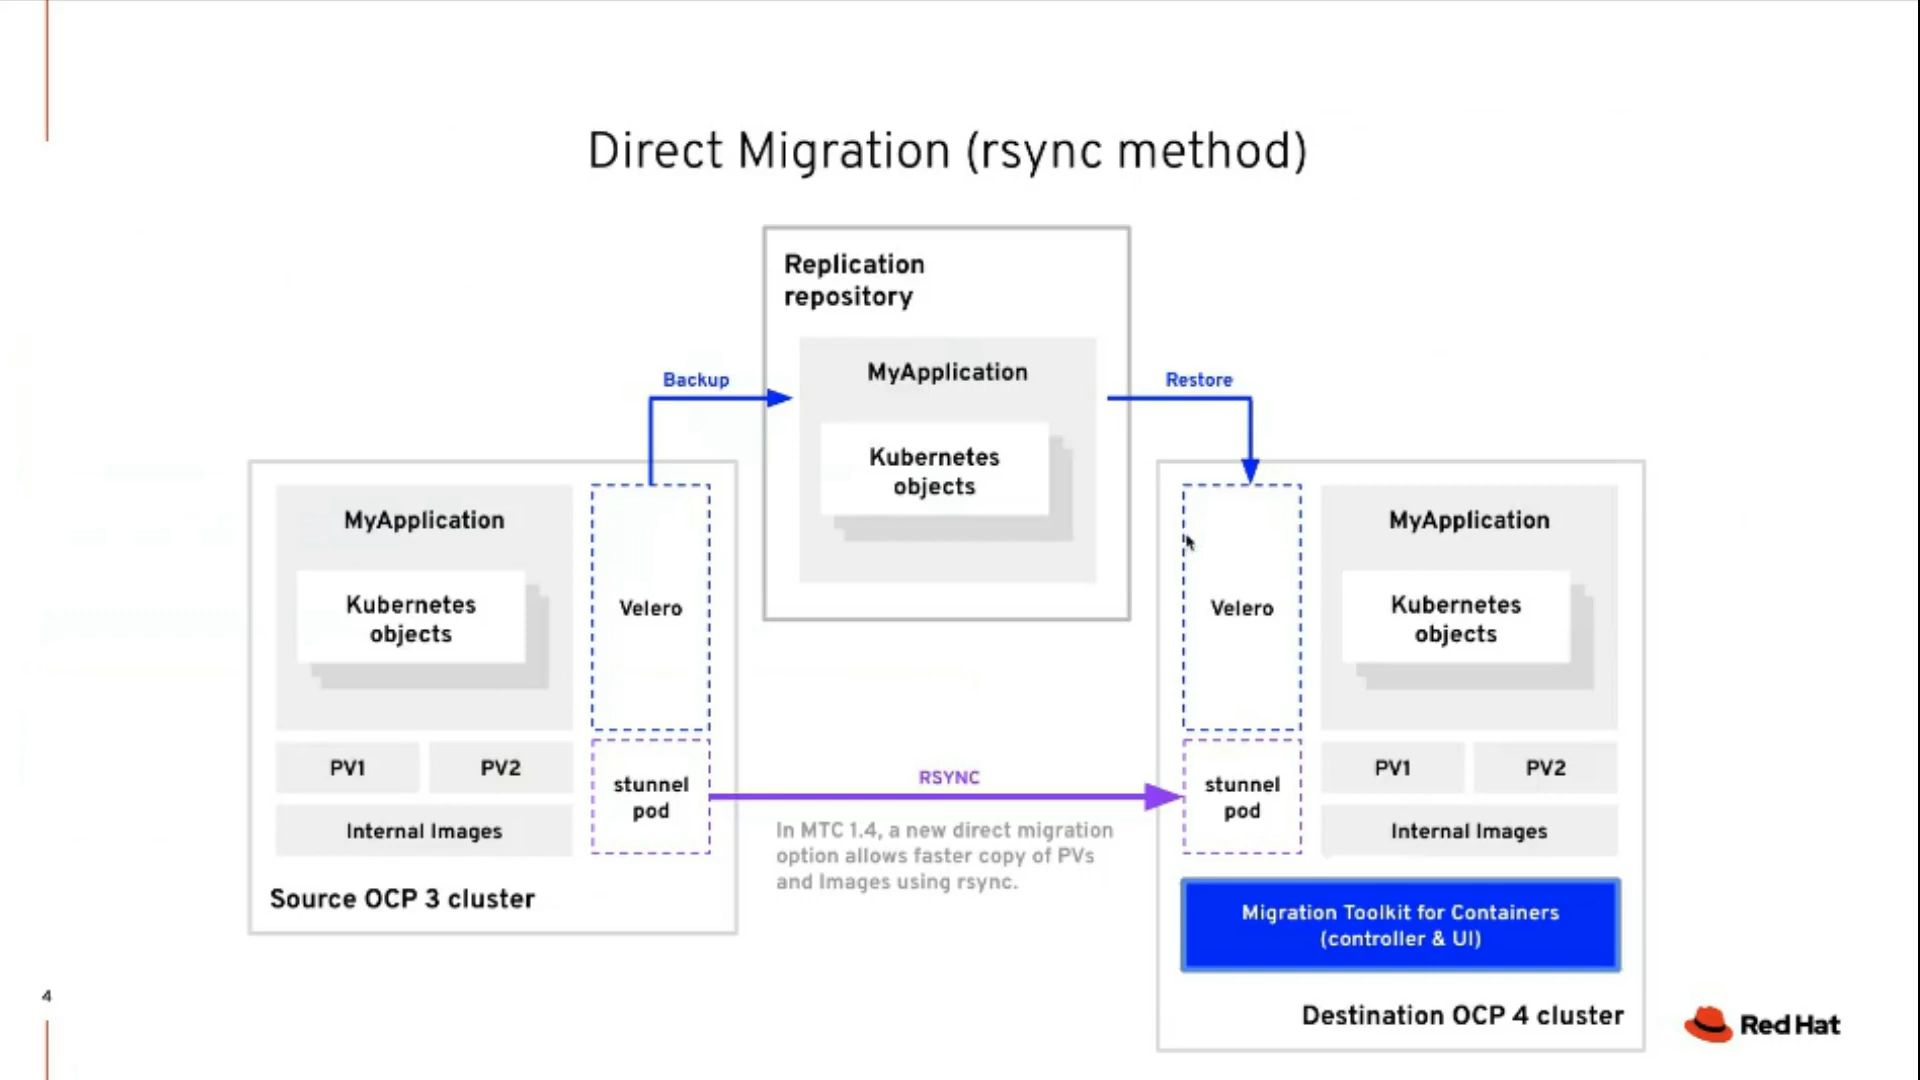 Direct Migration (rsync method)
Replication
repository
MyApplication
Kubernetes
objects
Backup
Restore
MyApplication
Kubernetes
objects
Velero
PV1
PV2
Internal Images
stunnel
pod
Source OCP 3 cluster
RSYNC
In MTC 1.4, a new direct migration
option allows faster copy of PVs
and Images using rsync.
Velero
MyApplication
Kubernetes
objects
stunnel
pod
PV1
PV2
Internal Images
Migration Toolkit for Containers
(controller & UI)
Destination OCP 4 cluster
4
Red Hat